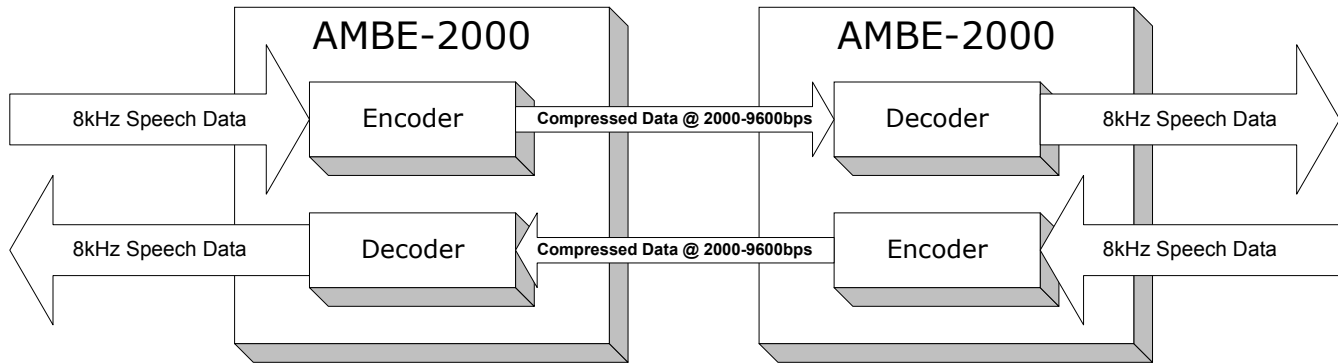 AMBE-2000
AMBE-2000
8kHz Speech Data
Encoder
Compressed Data @ 2000-9600bps
Decoder
8kHz Speech Data
8kHz Speech Data
Decoder
Compressed Data @ 2000-9600bps
Encoder
8kHz Speech Data